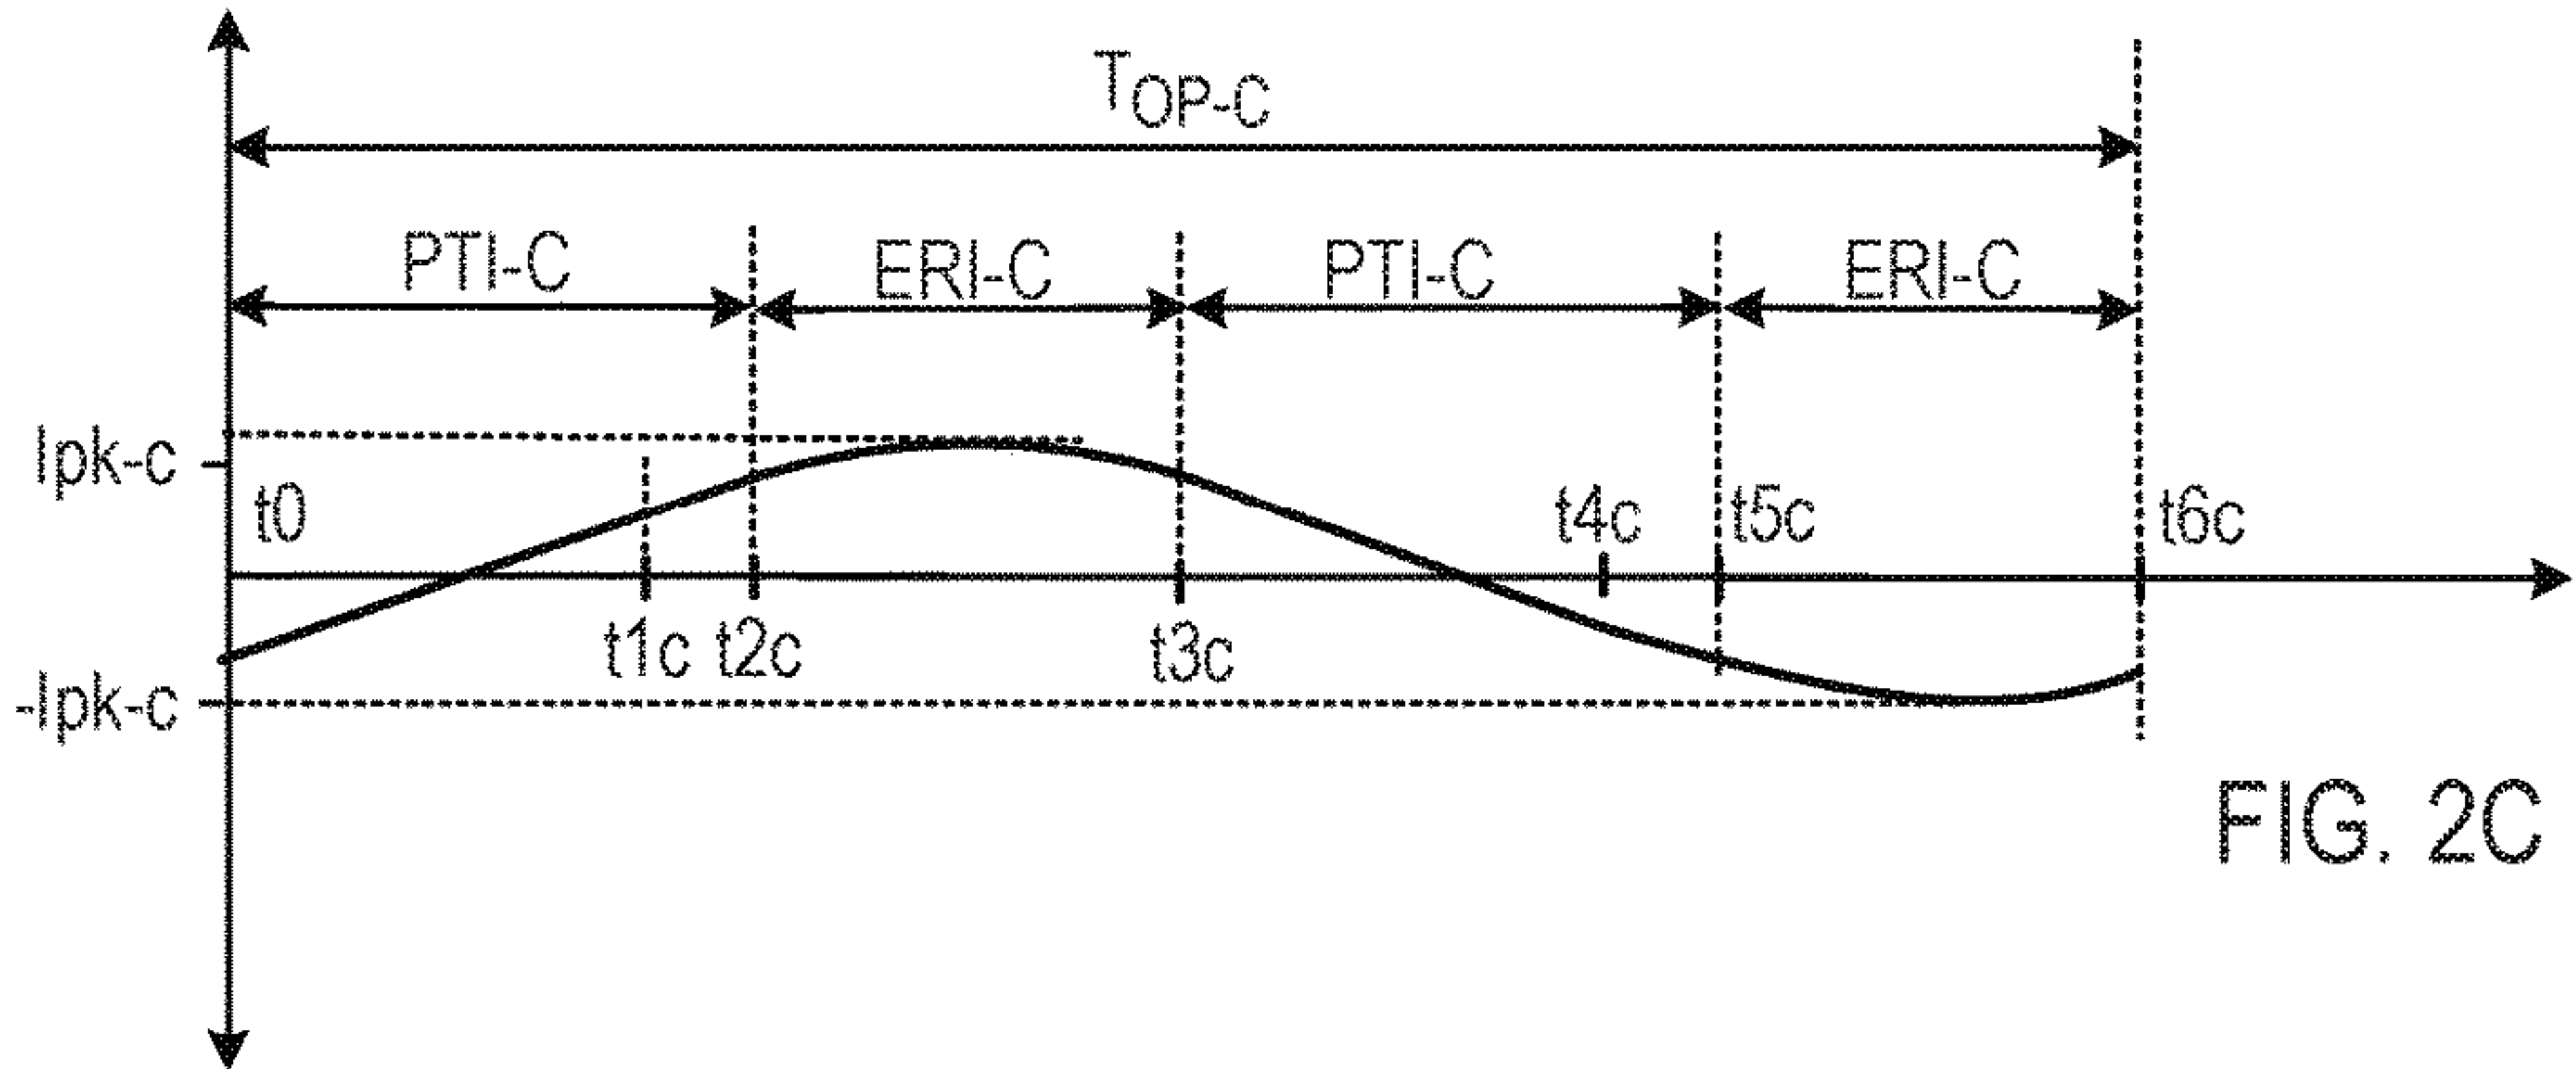 TOP-C
PTI-C ERI-C PTI-C ERI-C
Ipk-c
t0 t4c t5c t6c
t1c t2c t3c
-Ipk-c
FIG. 2C